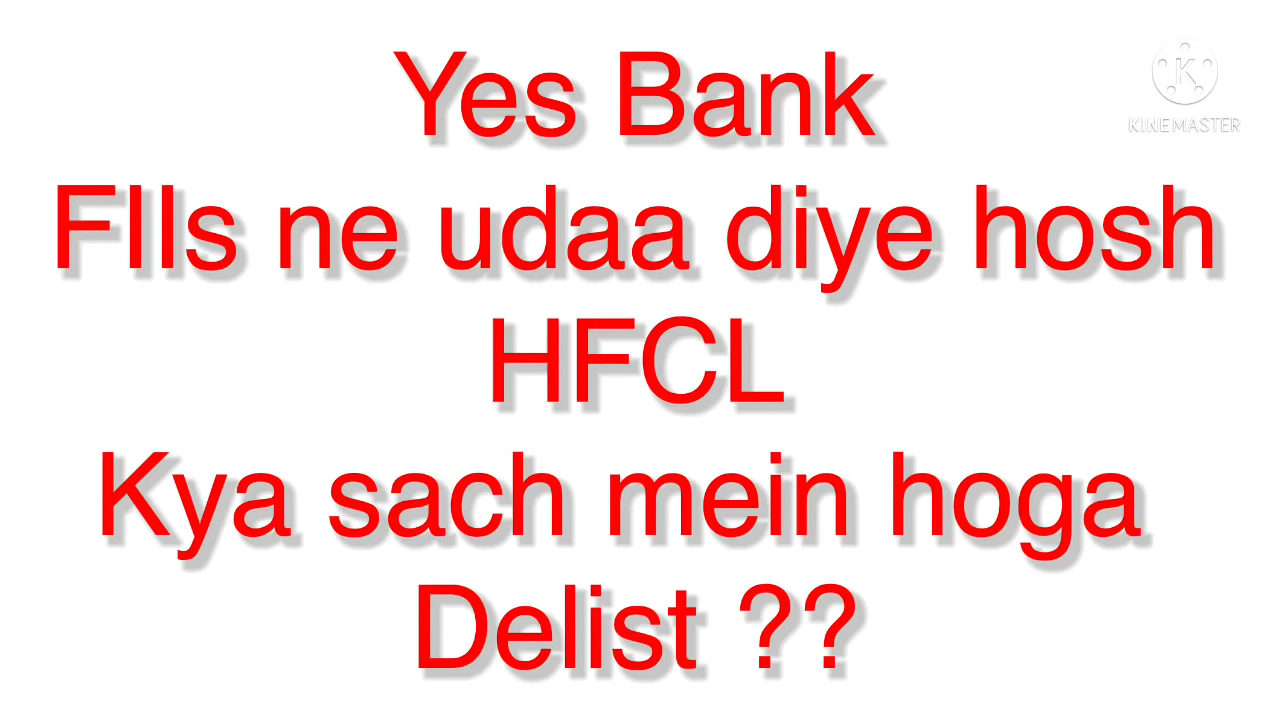 Yes Bank
KINEMASTER
FIIs ne udaa diye hosh
HFCL
Kya sach mein hoga
Delist ??